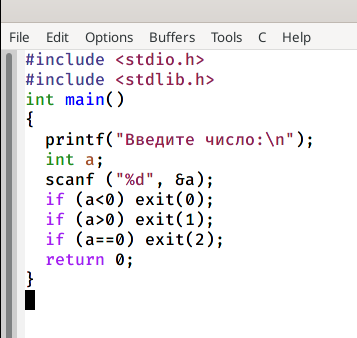 File Edit Options Buffers Tools C Help
#include <stdio.h>
#include <stdlib.h>
int main()
{
  printf("Введите число:\n");
  int a;
  scanf ("%d", &a);
  if (a<0) exit(0);
  if (a>0) exit(1);
  if (a==0) exit(2);
  return 0;
}